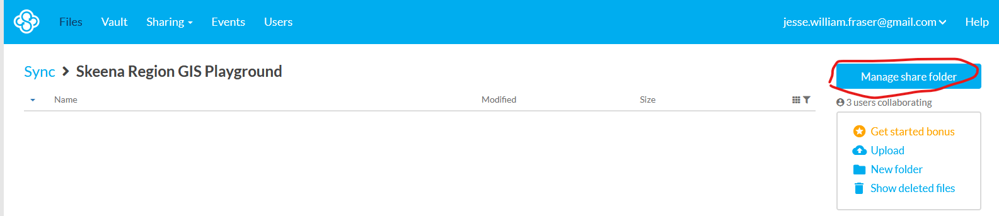 Files Vault Sharing Events Users jesse.william.fraser@gmail.com Help
Sync > Skeena Region GIS Playground
Manage share folder
Name Modified Size
3 users collaborating
Get started bonus
Upload
New folder
Show deleted files